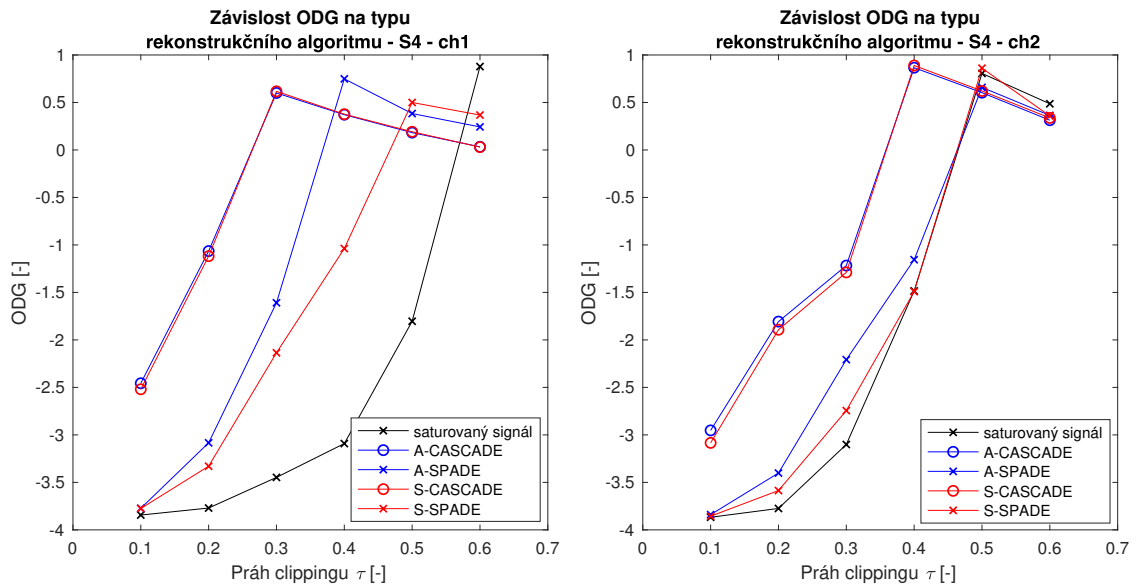 Závislost ODG na typu
rekonstrukčního algoritmu - S4 - ch1
1
0.5
0
-0.5
-1
-1.5
-2
-2.5
-3
-3.5
-4
ODG [-]
0
0.1
0.2
0.3
0.4
0.5
0.6
0.7
Práh clippingu τ [-]
saturovaný signál
A-CASCADE
A-SPADE
S-CASCADE
S-SPADE
Závislost ODG na typu
rekonstrukčního algoritmu - S4 - ch2
1
0.5
0
-0.5
-1
-1.5
-2
-2.5
-3
-3.5
-4
ODG [-]
0
0.1
0.2
0.3
0.4
0.5
0.6
0.7
Práh clippingu τ [-]
saturovaný signál
A-CASCADE
A-SPADE
S-CASCADE
S-SPADE